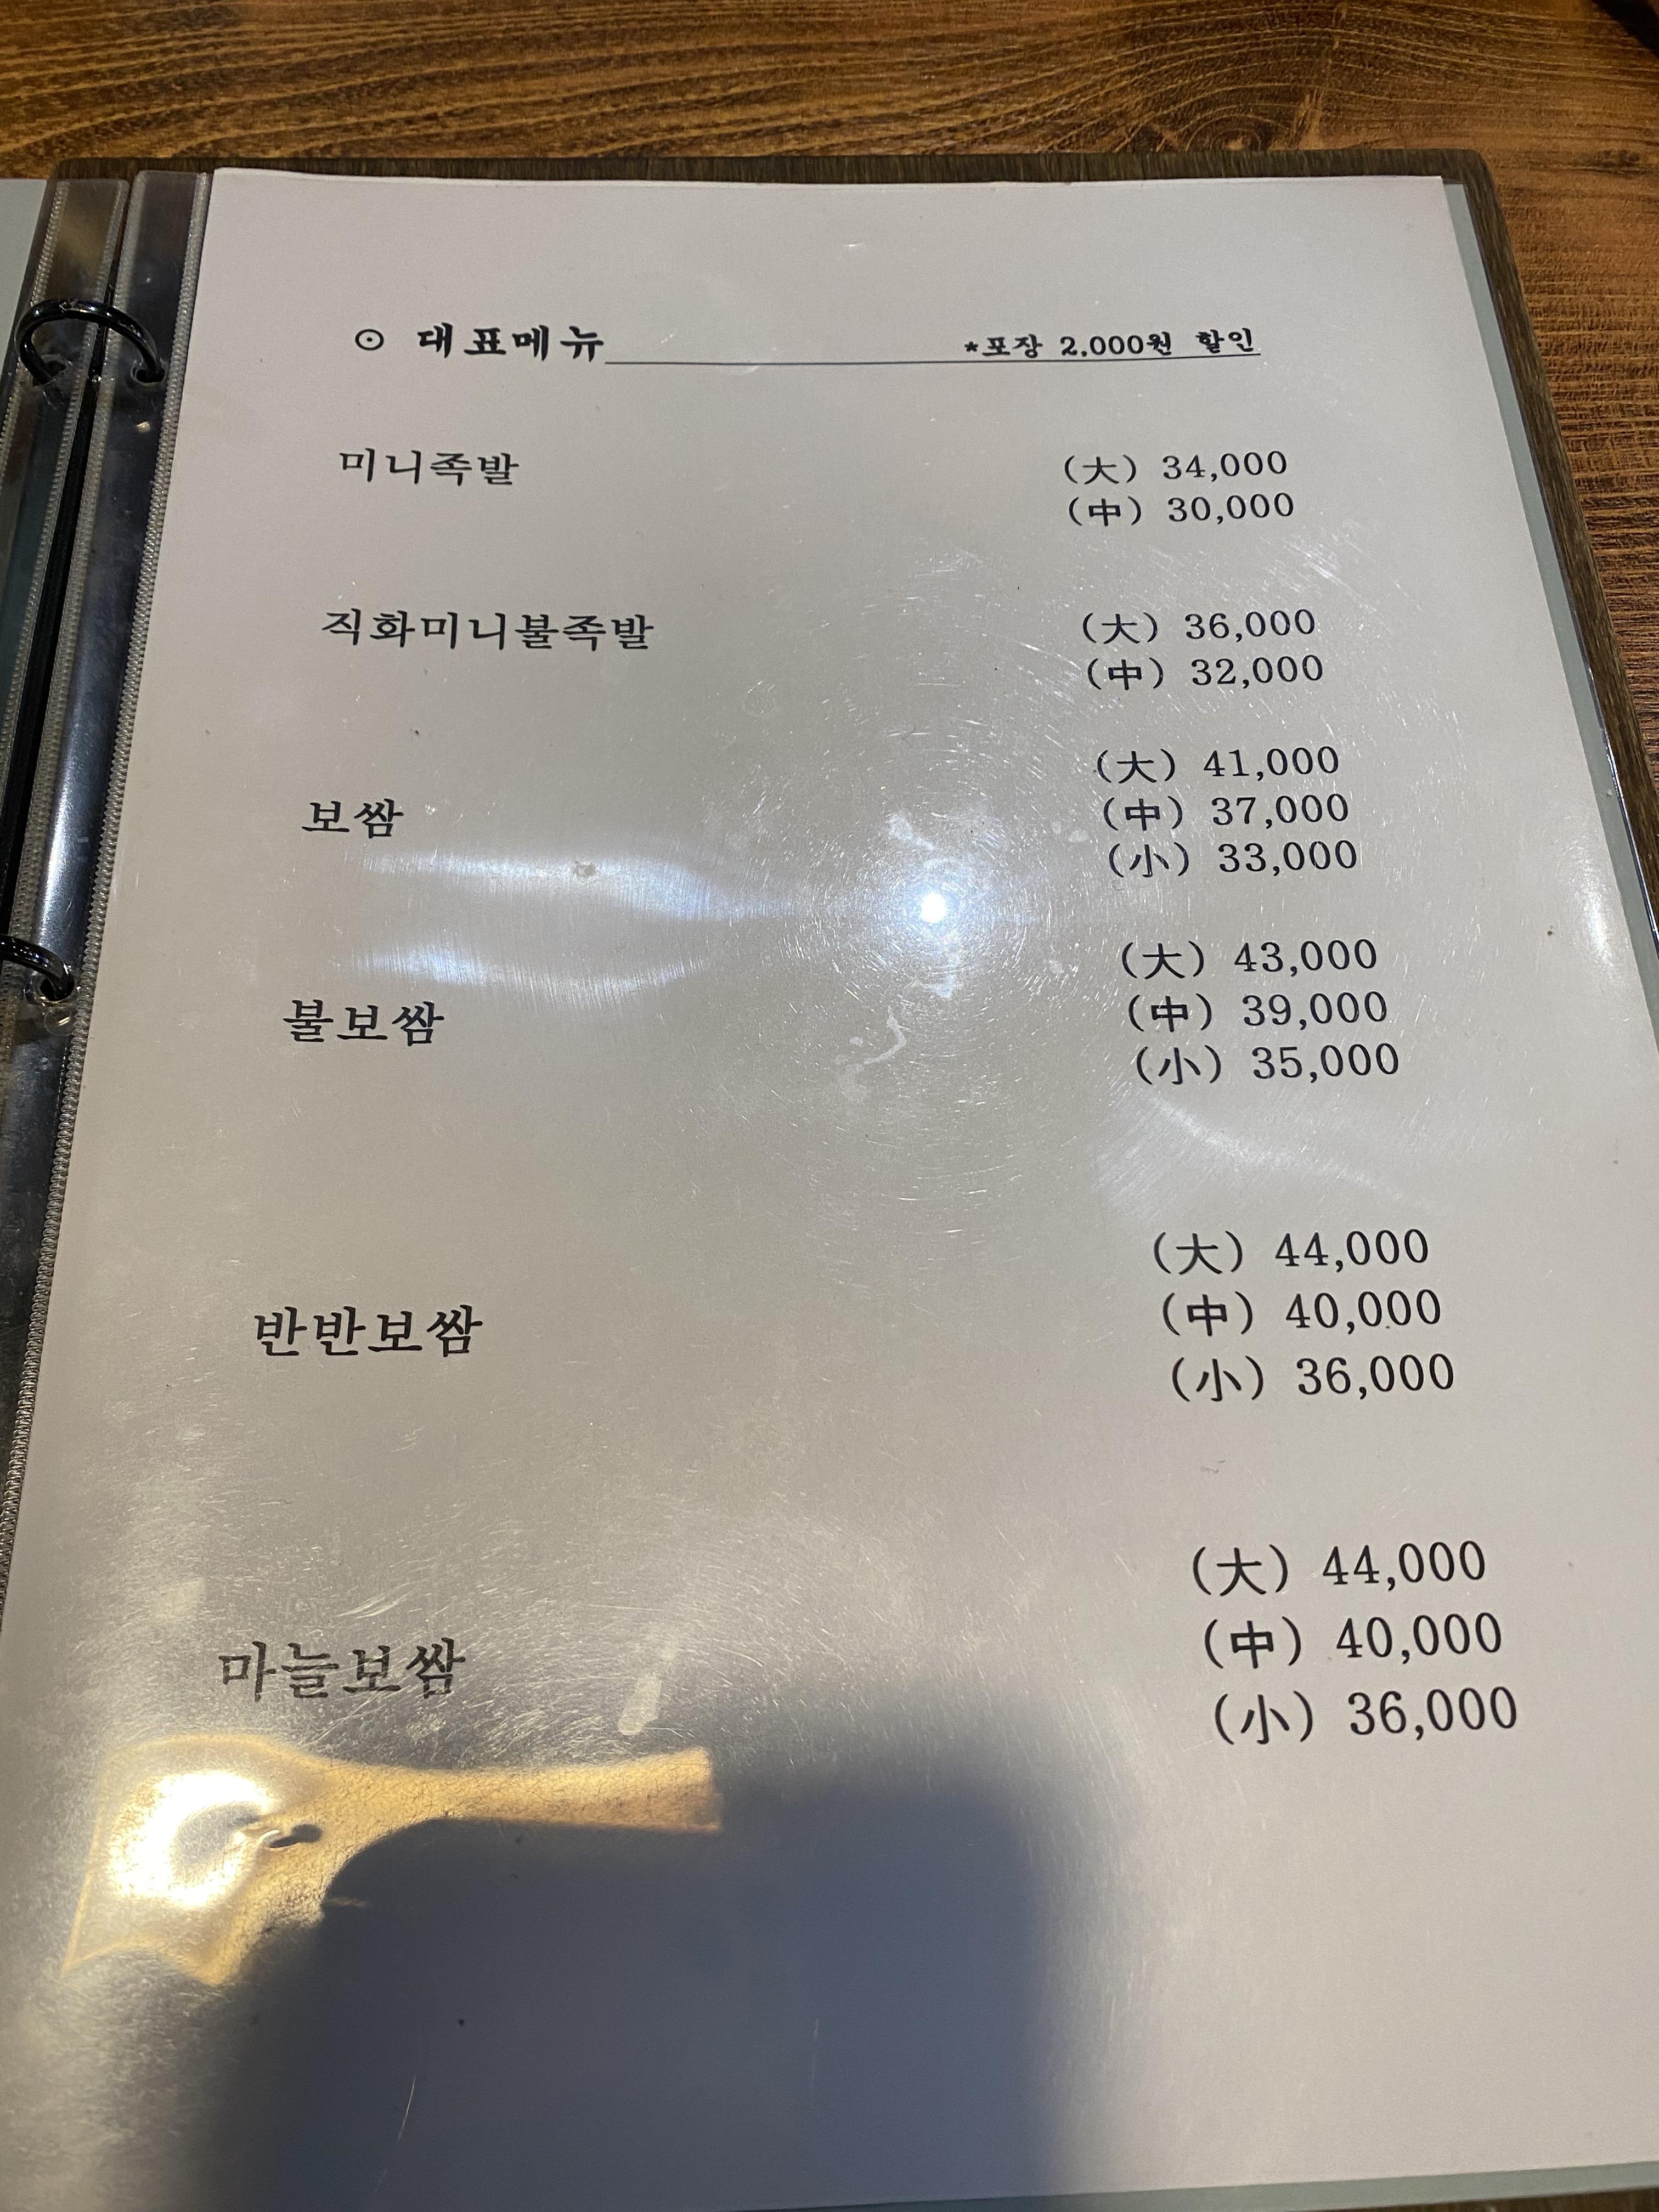 ⊙ 대표메뉴 *포장 2,000원 할인
미니족발 (大) 34,000
(中) 30,000
직화미니불족발 (大) 36,000
(中) 32,000
(大) 41,000
보쌈 (中) 37,000
(小) 33,000
(大) 43,000
불보쌈 (中) 39,000
(小) 35,000
(大) 44,000
반반보쌈 (中) 40,000
(小) 36,000
(大) 44,000
마늘보쌈 (中) 40,000
(小) 36,000